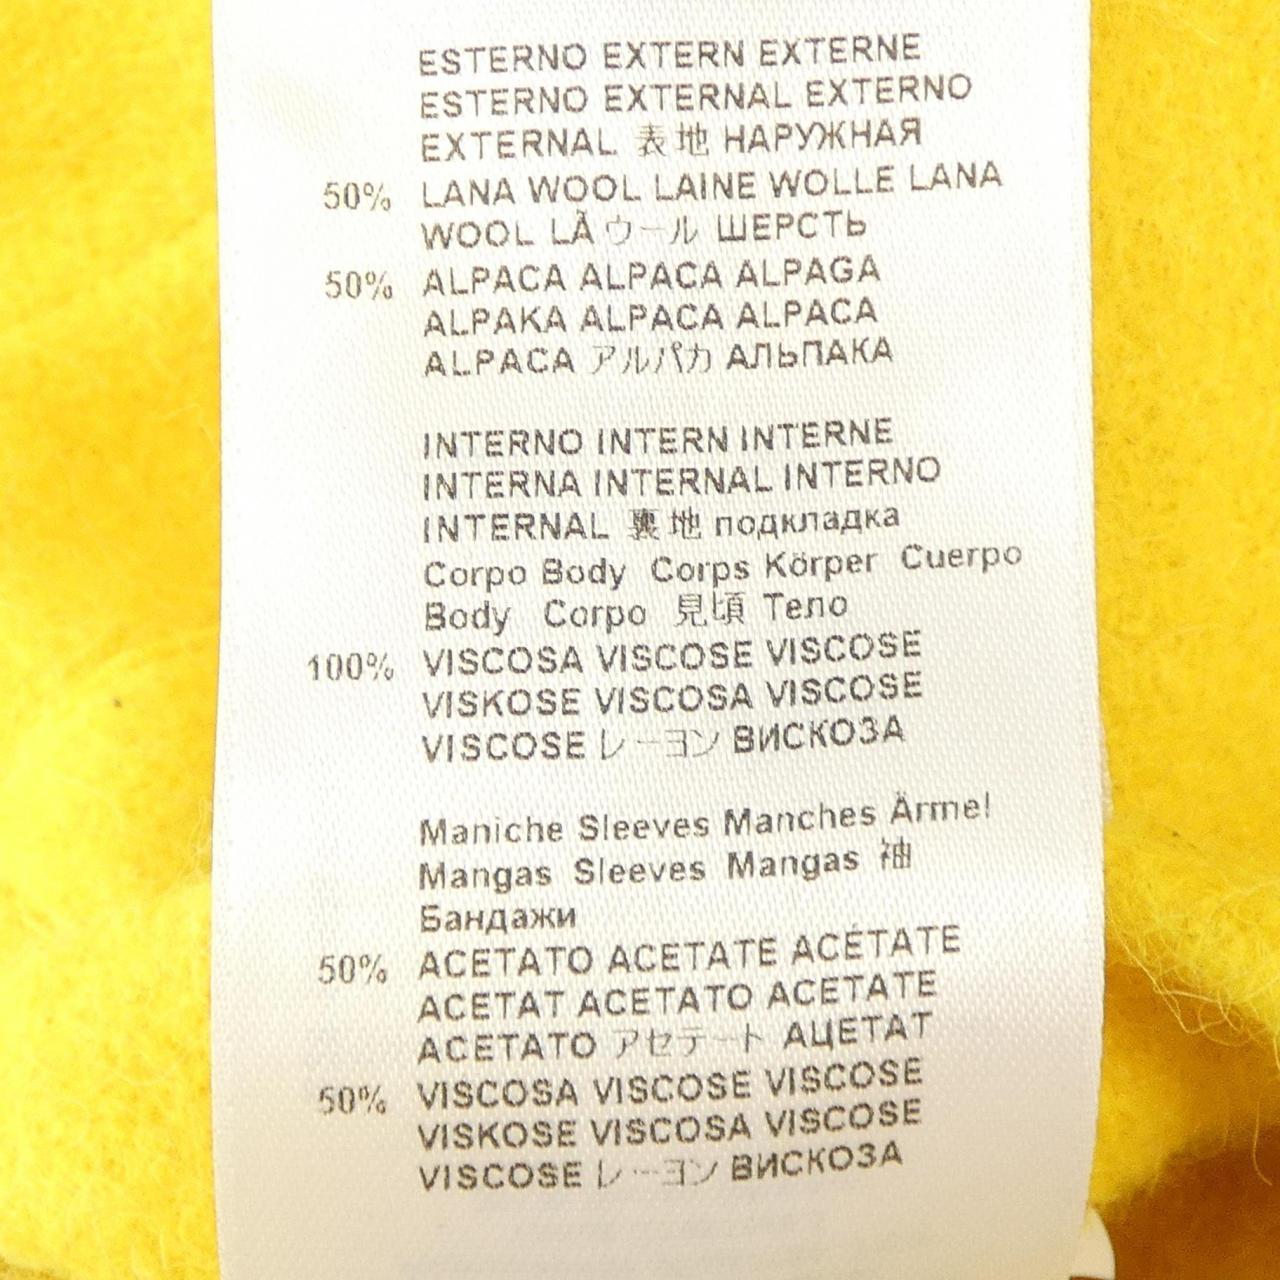 ESTERNO EXTERN EXTERNE
ESTERNO EXTERNAL EXTERNO
EXTERNAL 表地 НАРУЖНАЯ
50% LANA WOOL LAINE WOLLE LANA
WOOL LÃ ウール ШЕРСТЬ
50% ALPACA ALPACA ALPAGA
ALPAKA ALPACA ALPACA
ALPACA アルパカ АЛЬПАКА
INTERNO INTERN INTERNE
INTERNA INTERNAL INTERNO
INTERNAL 裏地 подкладка
Corpo Body Corps Körper Cuerpo
Body Corpo 見頃 Тело
100% VISCOSA VISCOSE VISCOSE
VISKOSE VISCOSA VISCOSE
VISCOSE レーヨン ВИСКОЗА
Maniche Sleeves Manches Ärmel
Mangas Sleeves Mangas 袖
Бандажи
50% ACETATO ACETATE ACÉTATE
ACETAT ACETATO ACETATE
ACETATO アセテート АЦЕТАТ
50% VISCOSA VISCOSE VISCOSE
VISKOSE VISCOSA VISCOSE
VISCOSE レーヨン ВИСКОЗА